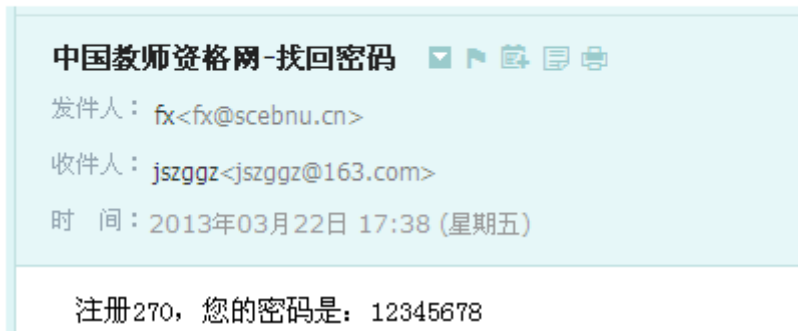 中国教师资格网-找回密码
发件人：fx<fx@scebnu.cn>
收件人：jszggz<jszggz@163.com>
时 间：2013年03月22日 17:38 (星期五)
注册270，您的密码是：12345678